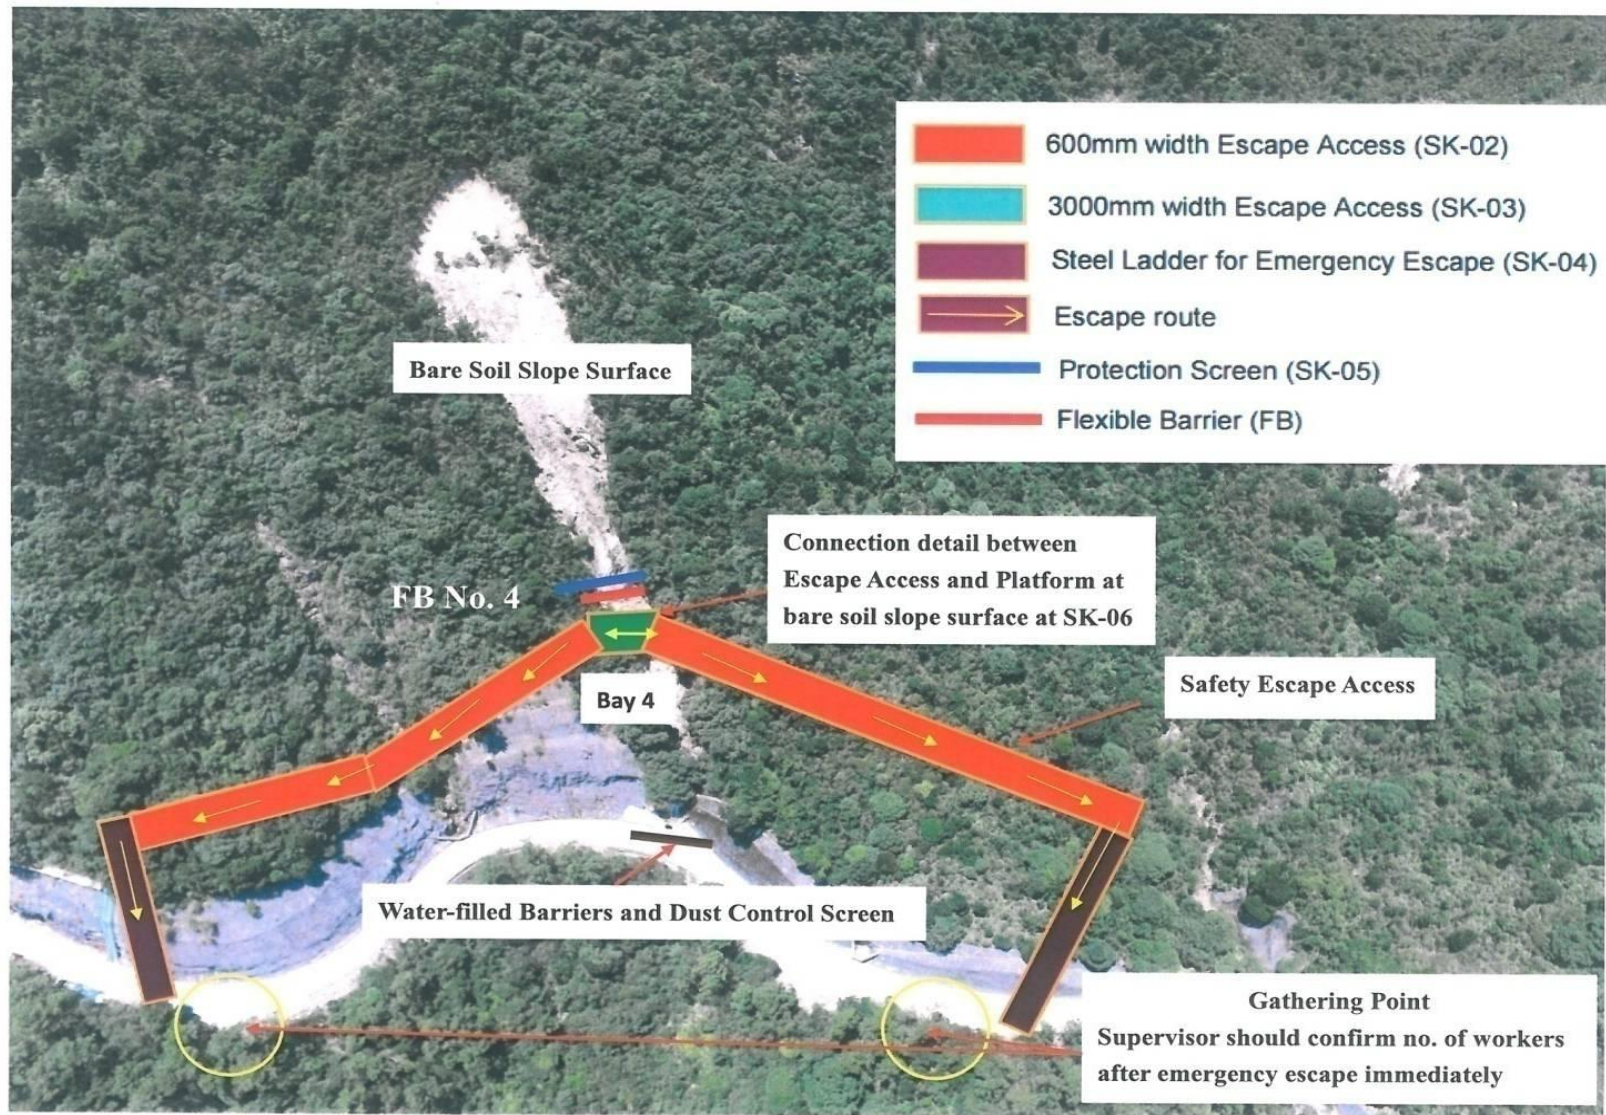 600mm width Escape Access (SK-02)
3000mm width Escape Access (SK-03)
Steel Ladder for Emergency Escape (SK-04)
Escape route
Protection Screen (SK-05)
Flexible Barrier (FB)
Bare Soil Slope Surface
Connection detail between
Escape Access and Platform at
bare soil slope surface at SK-06
FB No. 4
Safety Escape Access
Bay 4
Water-filled Barriers and Dust Control Screen
Gathering Point
Supervisor should confirm no. of workers
after emergency escape immediately